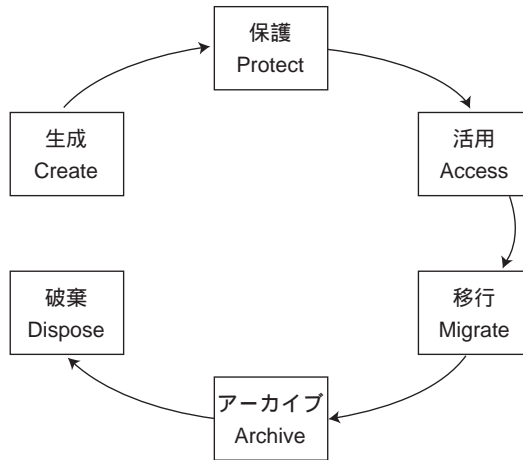 保護
Protect
生成
Create
活用
Access
破棄
Dispose
移行
Migrate
アーカイブ
Archive